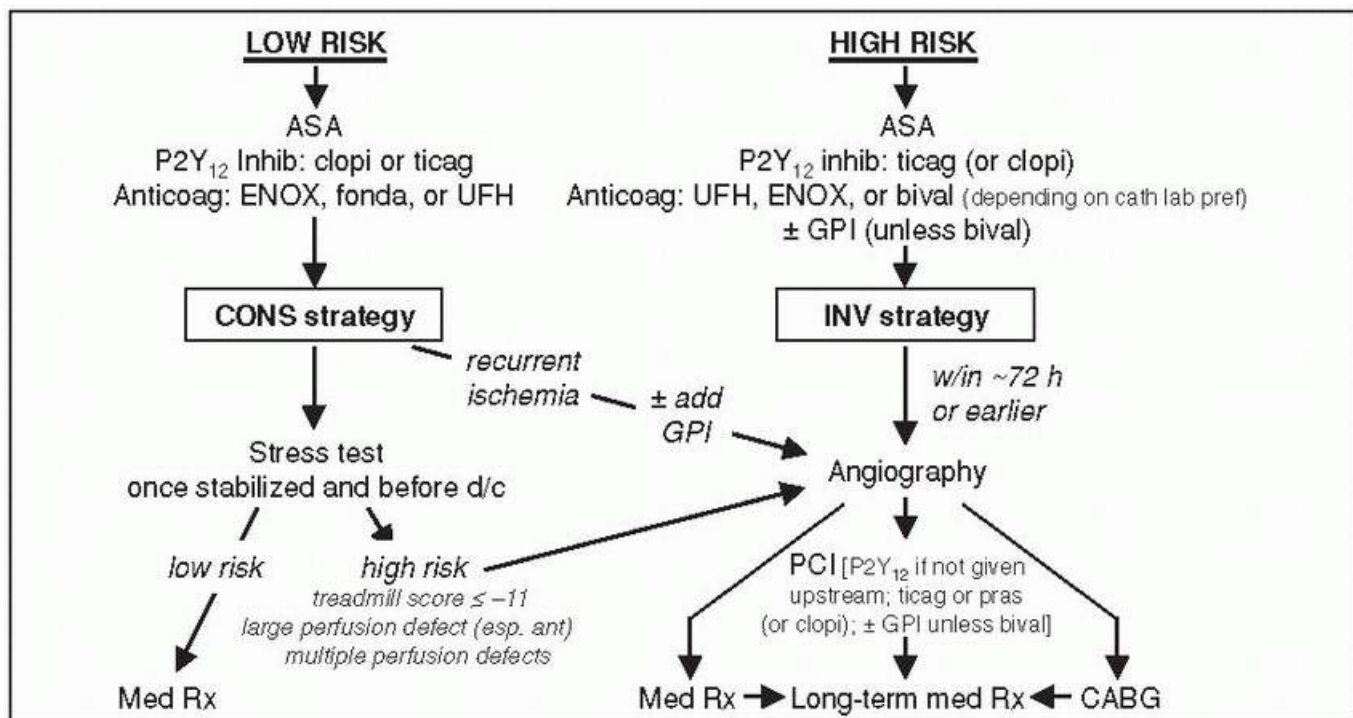 LOW RISK
ASA
P2Y₁₂ Inhib: clopi or ticag
Anticoag: ENOX, fonda, or UFH
CONS strategy
recurrent
ischemia
± add
GPI
Stress test
once stabilized and before d/c
low risk
high risk
treadmill score ≤ –11
large perfusion defect (esp. ant)
multiple perfusion defects
Med Rx
HIGH RISK
ASA
P2Y₁₂ inhib: ticag (or clopi)
Anticoag: UFH, ENOX, or bival (depending on cath lab pref)
± GPI (unless bival)
INV strategy
w/in ~72 h
or earlier
Angiography
PCI [P2Y₁₂ if not given
upstream; ticag or pras
(or clopi); ± GPI unless bival]
Med Rx
Long-term med Rx
CABG